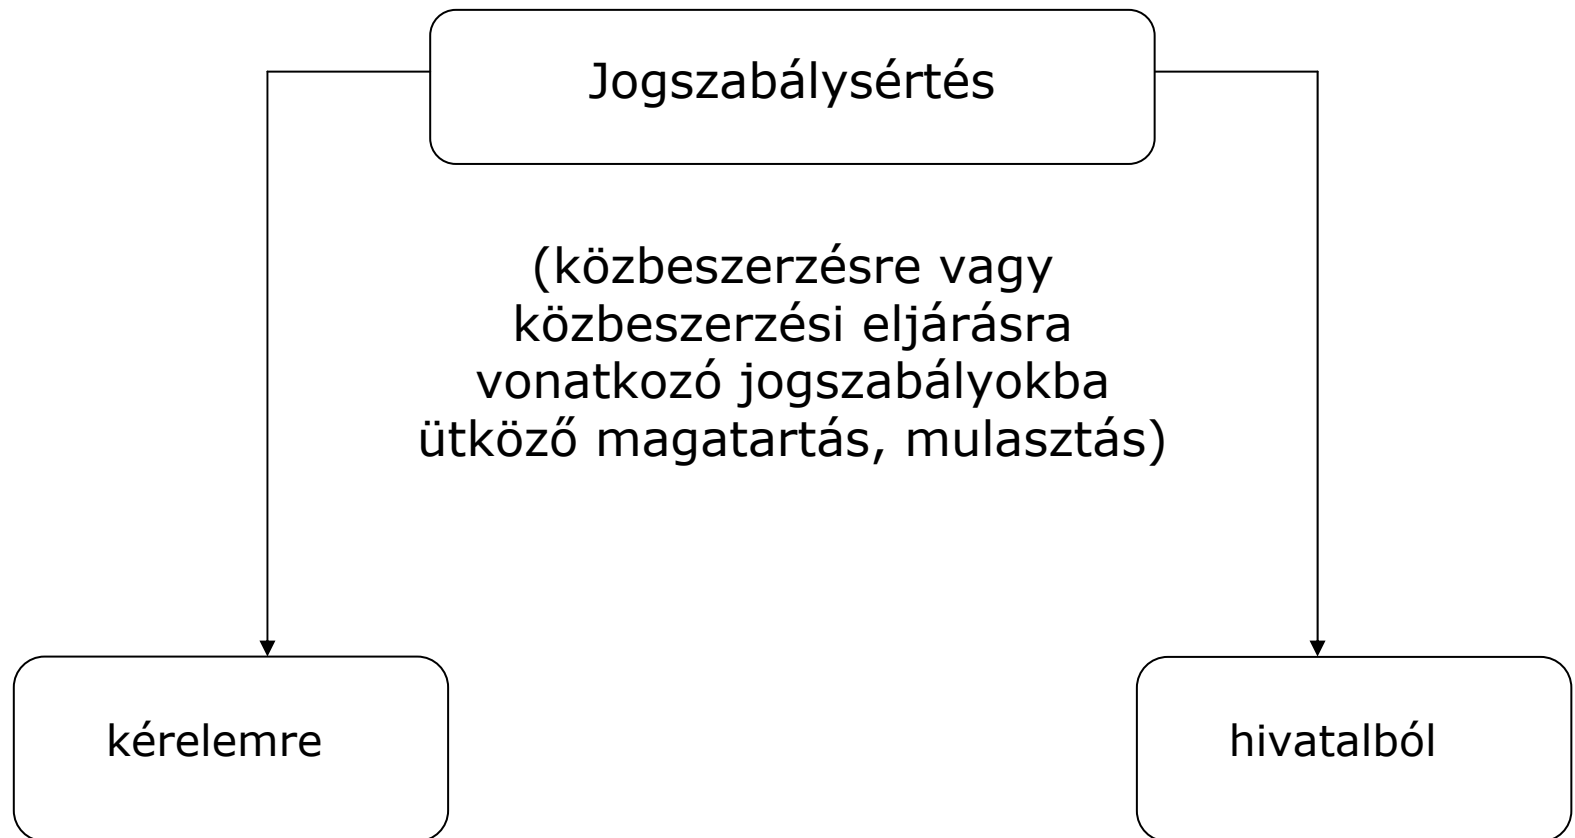 Jogszabálysértés
(közbeszerzésre vagy
közbeszerzési eljárásra
vonatkozó jogszabályokba
ütköző magatartás, mulasztás)
kérelemre
hivatalból